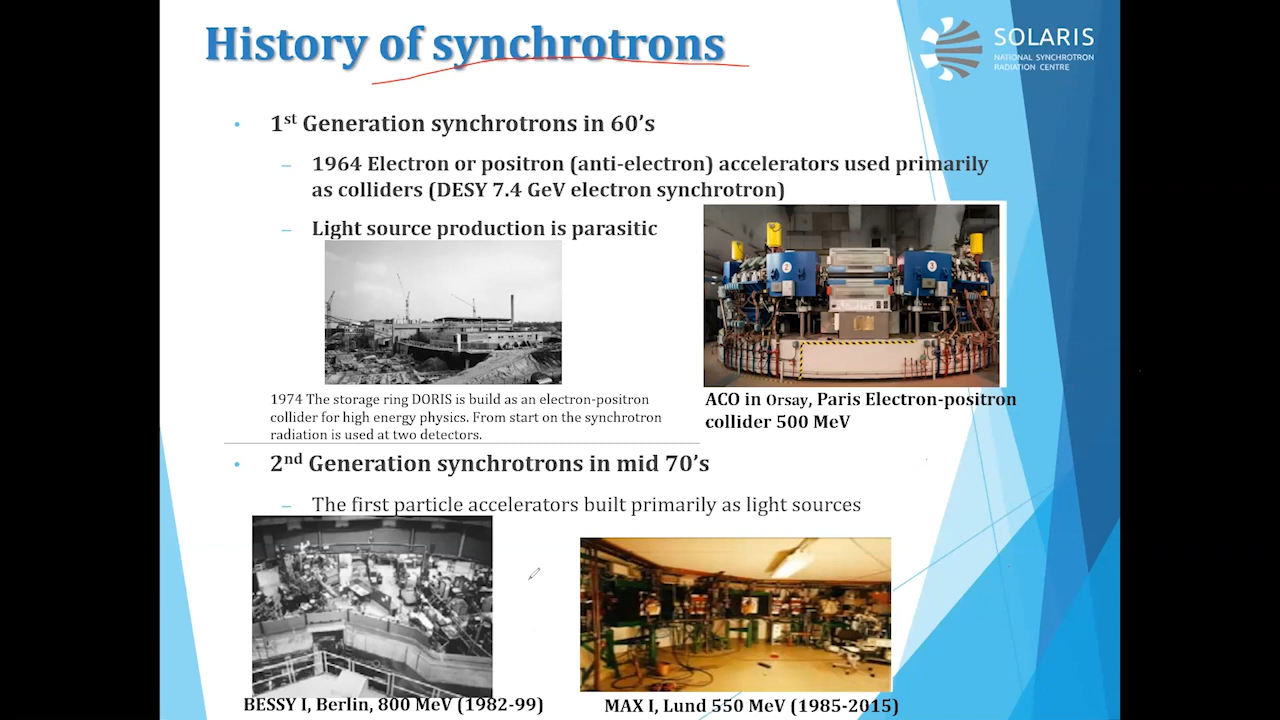 History of synchrotrons
SOLARIS
NATIONAL SYNCHROTRON
RADIATION CENTRE
• 1st Generation synchrotrons in 60's
– 1964 Electron or positron (anti-electron) accelerators used primarily
as colliders (DESY 7.4 GeV electron synchrotron)
– Light source production is parasitic
1974 The storage ring DORIS is build as an electron-positron
collider for high energy physics. From start on the synchrotron
radiation is used at two detectors.
ACO in Orsay, Paris Electron-positron
collider 500 MeV
• 2nd Generation synchrotrons in mid 70's
– The first particle accelerators built primarily as light sources
BESSY I, Berlin, 800 MeV (1982-99)
MAX I, Lund 550 MeV (1985-2015)